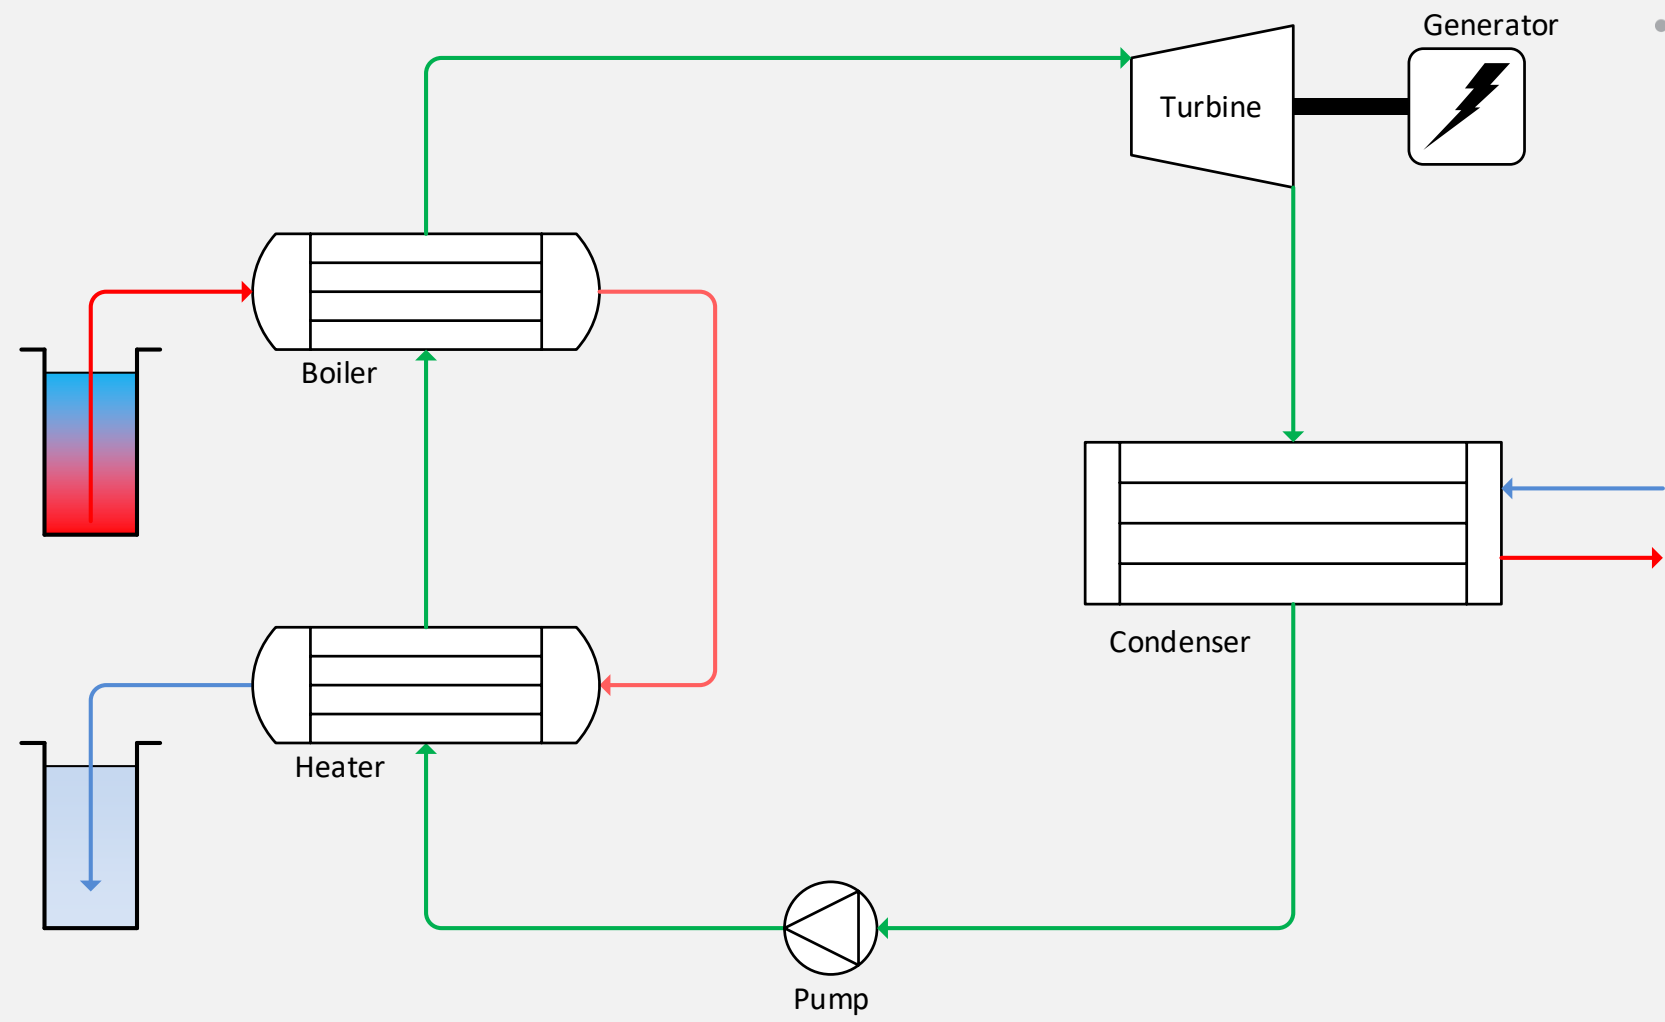 Generator
Turbine
Boiler
Condenser
Heater
Pump